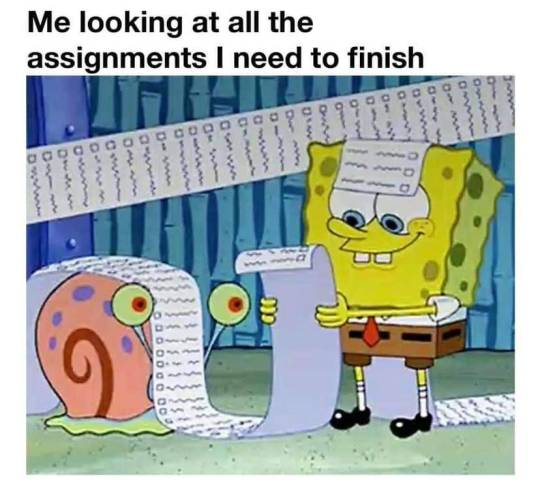 Me looking at all the
assignments I need to finish